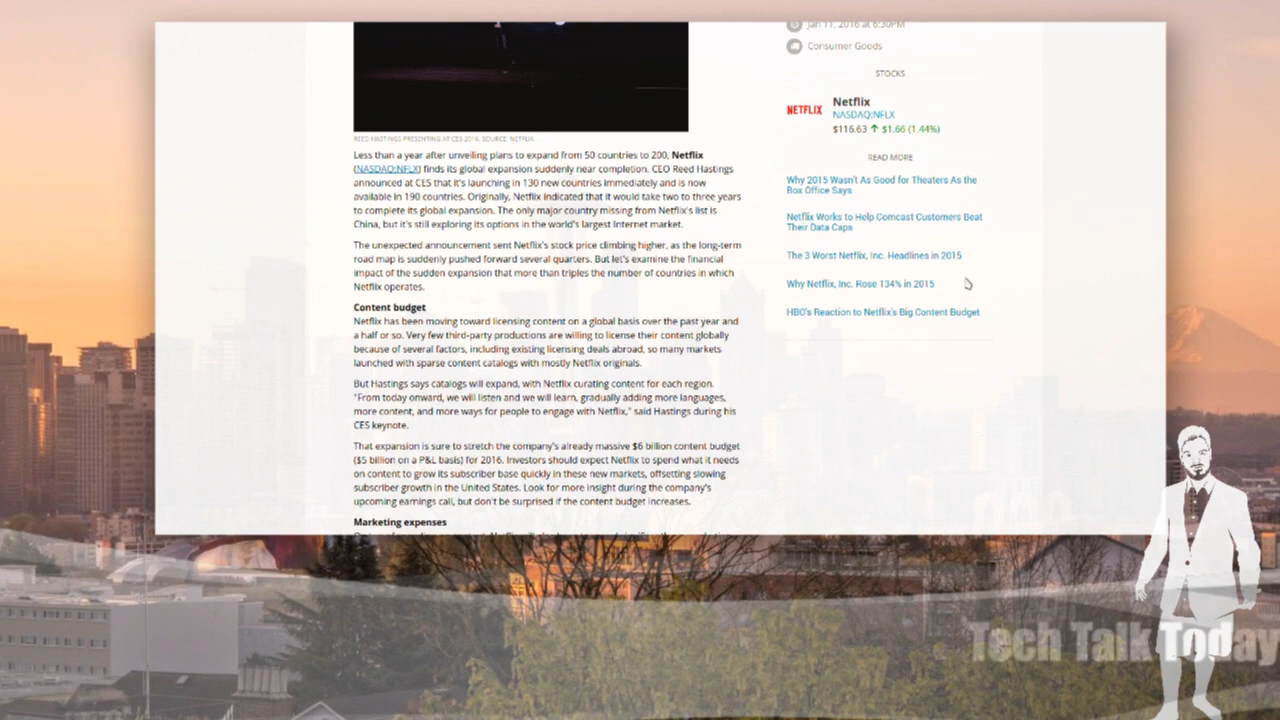 Jan 11, 2016 at 6:30PM
Consumer Goods
STOCKS
NETFLIX
Netflix
NASDAQ:NFLX
$116.63 ↑ $1.66 (1.44%)
READ MORE
Why 2015 Wasn't As Good for Theaters As the
Box Office Says
Netflix Works to Help Comcast Customers Beat
Their Data Caps
The 3 Worst Netflix, Inc. Headlines in 2015
Why Netflix, Inc. Rose 134% in 2015
HBO's Reaction to Netflix's Big Content Budget
REED HASTINGS PRESENTING AT CES 2016. SOURCE: NETFLIX.
Less than a year after unveiling plans to expand from 50 countries to 200, Netflix
(NASDAQ:NFLX) finds its global expansion suddenly near completion. CEO Reed Hastings
announced at CES that it's launching in 130 new countries immediately and is now
available in 190 countries. Originally, Netflix indicated that it would take two to three years
to complete its global expansion. The only major country missing from Netflix's list is
China, but it's still exploring its options in the world's largest Internet market.
The unexpected announcement sent Netflix's stock price climbing higher, as the long-term
road map is suddenly pushed forward several quarters. But let's examine the financial
impact of the sudden expansion that more than triples the number of countries in which
Netflix operates.
Content budget
Netflix has been moving toward licensing content on a global basis over the past year and
a half or so. Very few third-party productions are willing to license their content globally
because of several factors, including existing licensing deals abroad, so many markets
launched with sparse content catalogs with mostly Netflix originals.
But Hastings says catalogs will expand, with Netflix curating content for each region.
"From today onward, we will listen and we will learn, gradually adding more languages,
more content, and more ways for people to engage with Netflix," said Hastings during his
CES keynote.
That expansion is sure to stretch the company's already massive $6 billion content budget
($5 billion on a P&L basis) for 2016. Investors should expect Netflix to spend what it needs
on content to grow its subscriber base quickly in these new markets, offsetting slowing
subscriber growth in the United States. Look for more insight during the company's
upcoming earnings call, but don't be surprised if the content budget increases.
Marketing expenses
Tech Talk Today